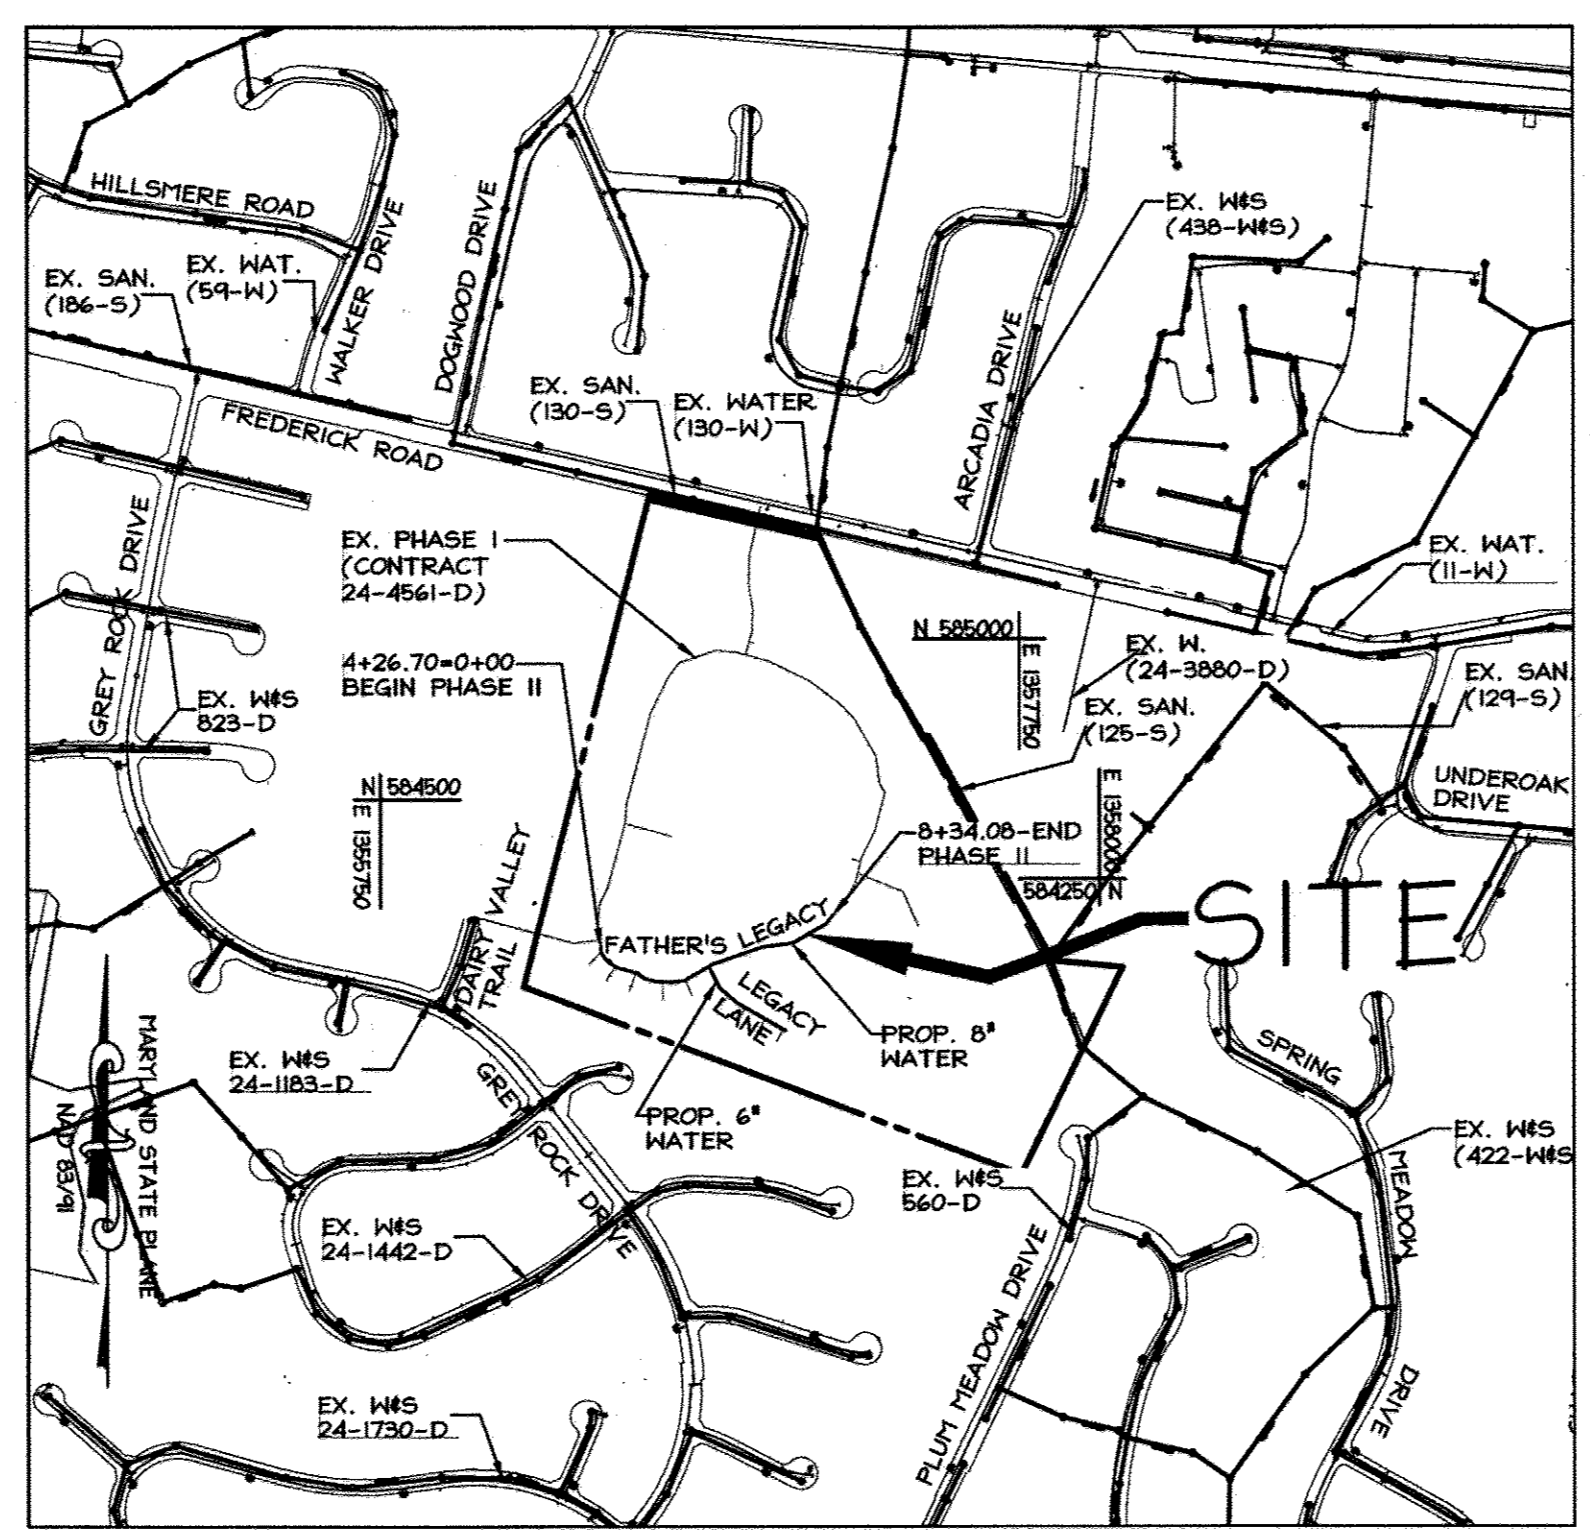 HILLSMERE ROAD
WALKER DRIVE
DOGWOOD DRIVE
EX. W&S
(438-W&S)
EX. SAN.
(186-S)
EX. WAT.
(59-W)
ARCADIA DRIVE
EX. SAN.
(130-S)
EX. WATER
(130-W)
FREDERICK ROAD
GREY ROCK DRIVE
EX. PHASE I
(CONTRACT
24-4561-D)
EX. WAT.
(11-W)
N 585000
E 1357750
EX. W.
(24-3880-D)
4+26.70=0+00
BEGIN PHASE II
EX. SAN.
(129-S)
EX. W&S
823-D
EX. SAN.
(125-S)
UNDEROAK
DRIVE
N 584500
E 1355750
E 1358000
584250 N
8+34.08-END
PHASE II
SITE
DAIRY VALLEY
TRAIL
FATHER'S LEGACY
LEGACY
LANE
PROP. 8"
WATER
SPRING
MEADOW
DRIVE
MARYLAND STATE PLANE
NAD 83/91
EX. W&S
24-1183-D
GREY
ROCK DRIVE
PROP. 6"
WATER
EX. W&S
(422-W&S
EX. W&S
560-D
EX. W&S
24-1442-D
PLUM MEADOW DRIVE
EX. W&S
24-1730-D